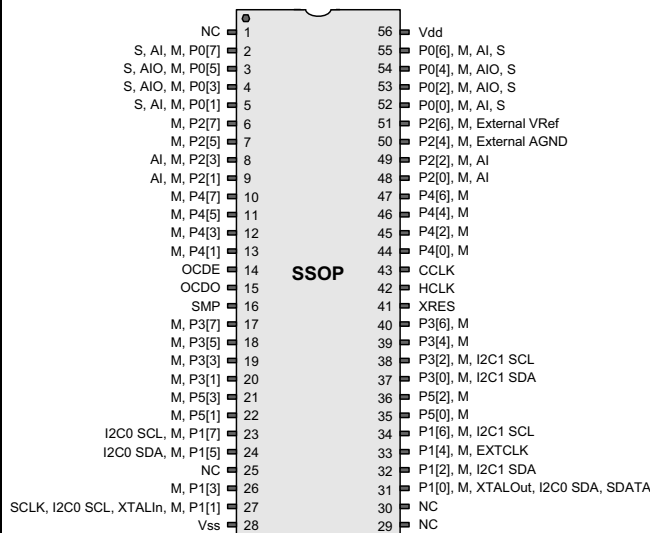 NC 1 56 Vdd
S, AI, M, P0[7] 2 55 P0[6], M, AI, S
S, AIO, M, P0[5] 3 54 P0[4], M, AIO, S
S, AIO, M, P0[3] 4 53 P0[2], M, AIO, S
S, AI, M, P0[1] 5 52 P0[0], M, AI, S
M, P2[7] 6 51 P2[6], M, External VRef
M, P2[5] 7 50 P2[4], M, External AGND
AI, M, P2[3] 8 49 P2[2], M, AI
AI, M, P2[1] 9 48 P2[0], M, AI
M, P4[7] 10 47 P4[6], M
M, P4[5] 11 46 P4[4], M
M, P4[3] 12 45 P4[2], M
M, P4[1] 13 44 P4[0], M
OCDE 14 SSOP 43 CCLK
OCDO 15 42 HCLK
SMP 16 41 XRES
M, P3[7] 17 40 P3[6], M
M, P3[5] 18 39 P3[4], M
M, P3[3] 19 38 P3[2], M, I2C1 SCL
M, P3[1] 20 37 P3[0], M, I2C1 SDA
M, P5[3] 21 36 P5[2], M
M, P5[1] 22 35 P5[0], M
I2C0 SCL, M, P1[7] 23 34 P1[6], M, I2C1 SCL
I2C0 SDA, M, P1[5] 24 33 P1[4], M, EXTCLK
NC 25 32 P1[2], M, I2C1 SDA
M, P1[3] 26 31 P1[0], M, XTALOut, I2C0 SDA, SDATA
SCLK, I2C0 SCL, XTALIn, M, P1[1] 27 30 NC
Vss 28 29 NC